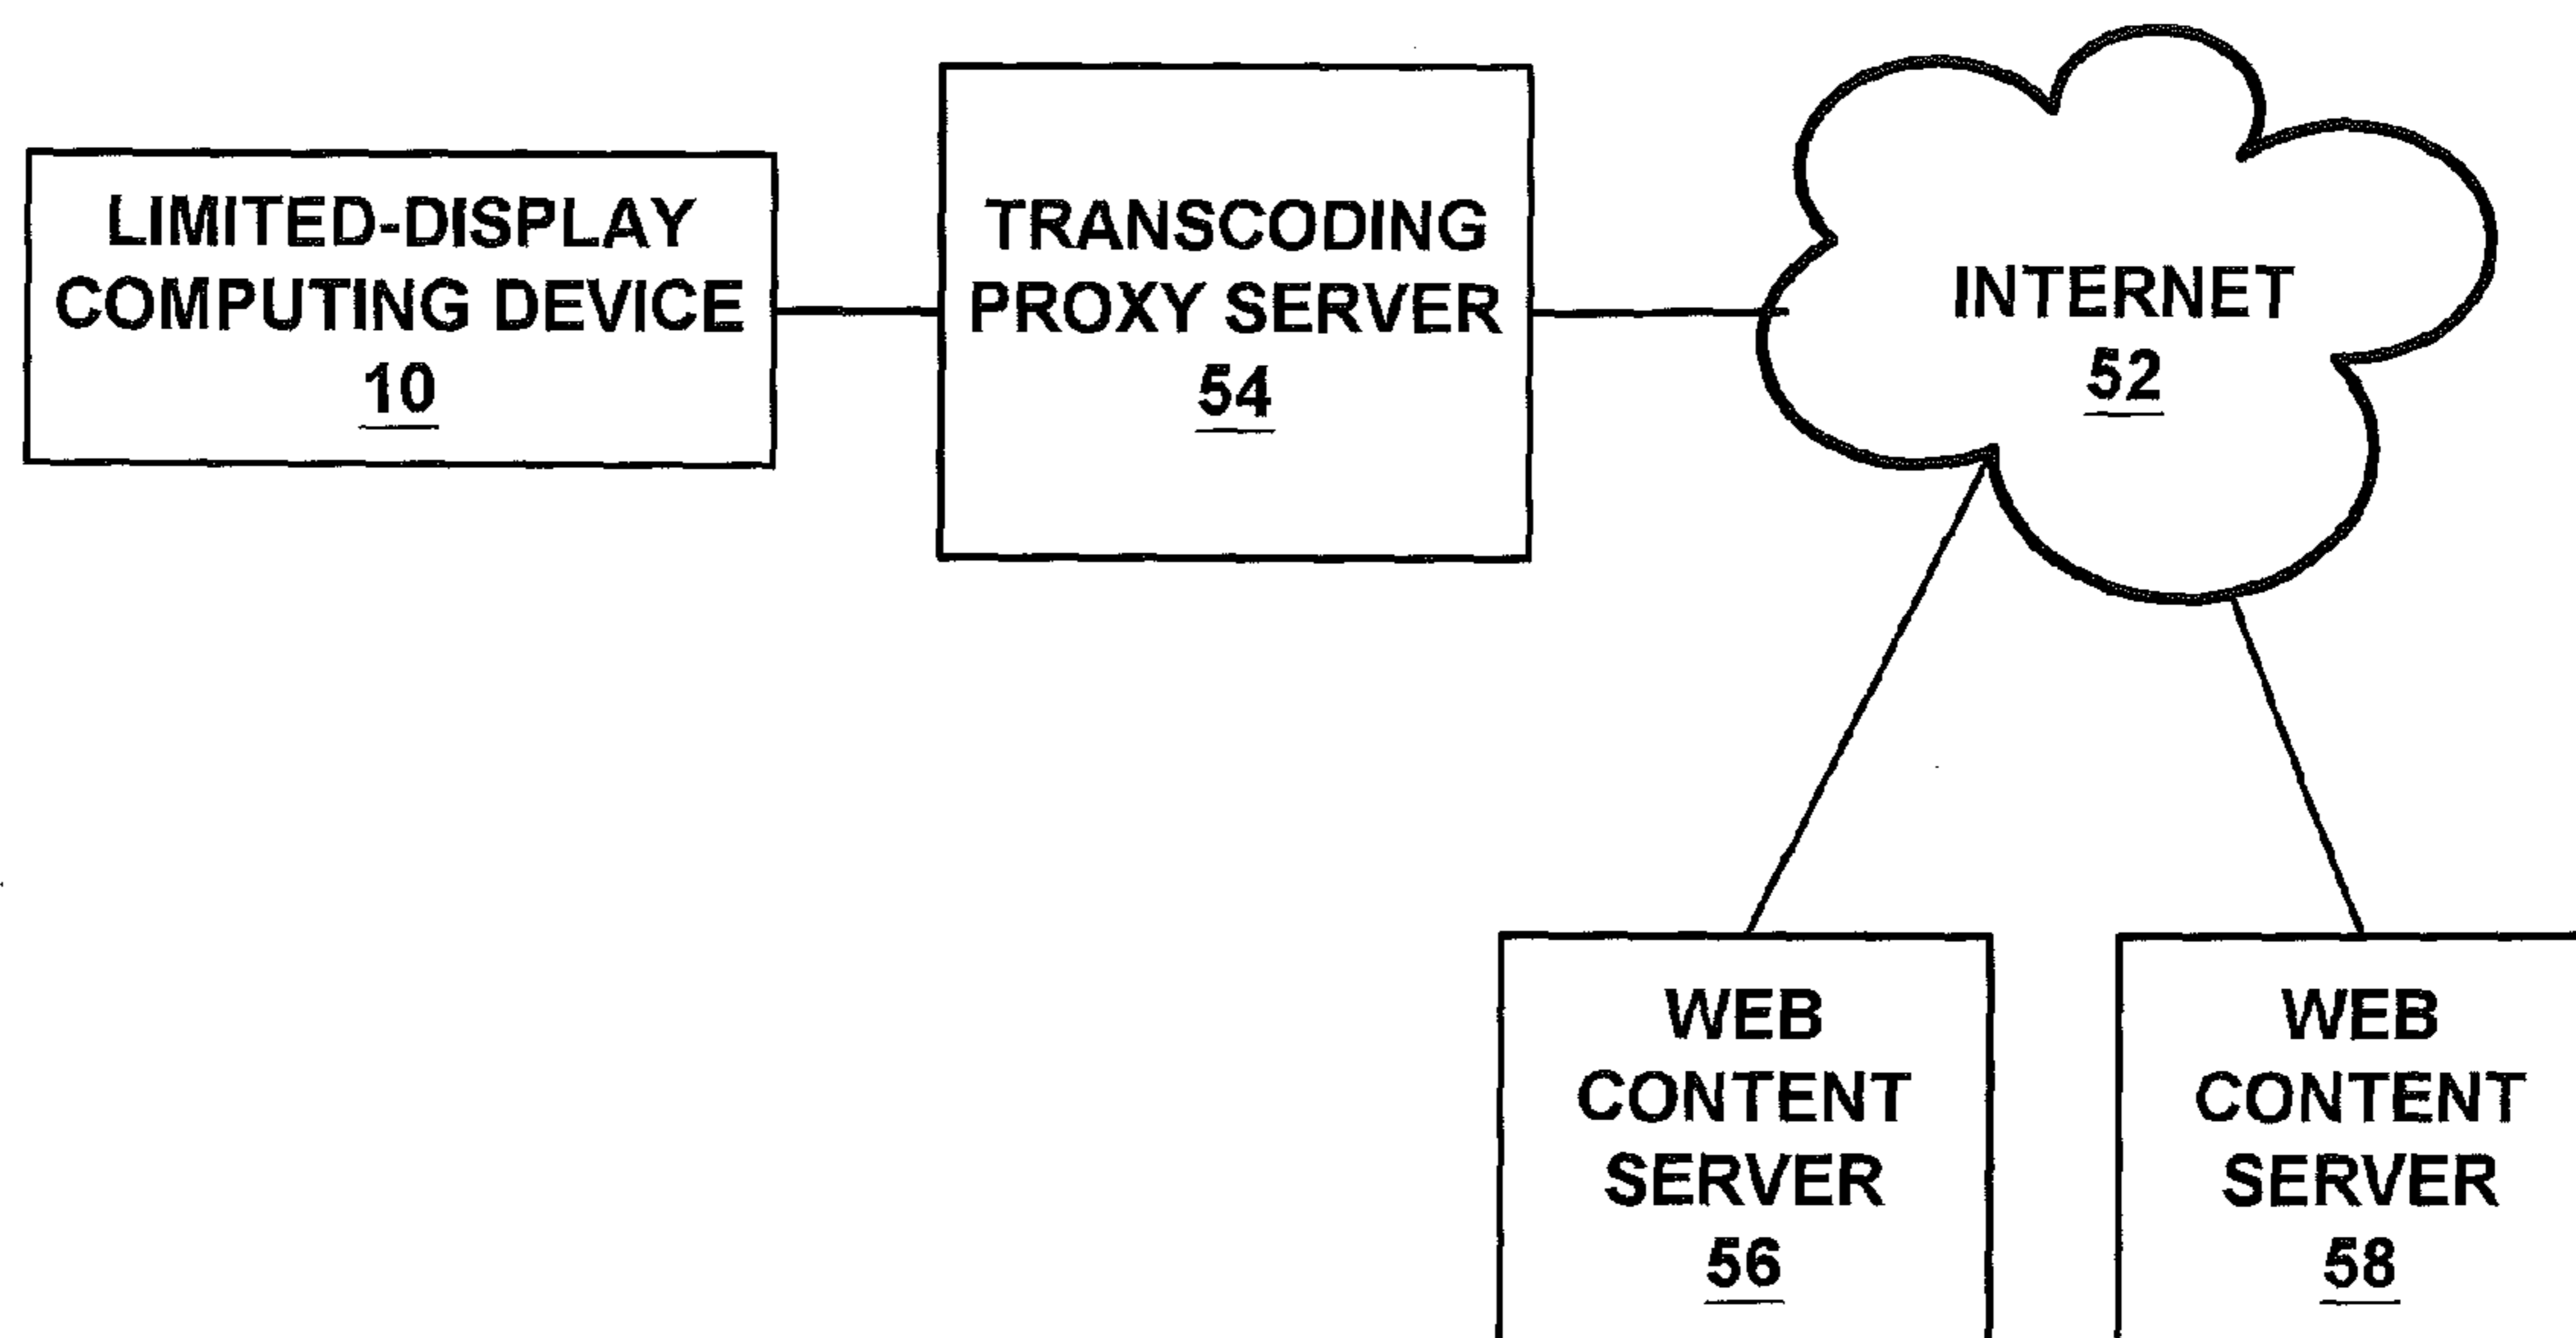 LIMITED-DISPLAY
COMPUTING DEVICE
10
TRANSCODING
PROXY SERVER
54
INTERNET
52
WEB
CONTENT
SERVER
56
WEB
CONTENT
SERVER
58